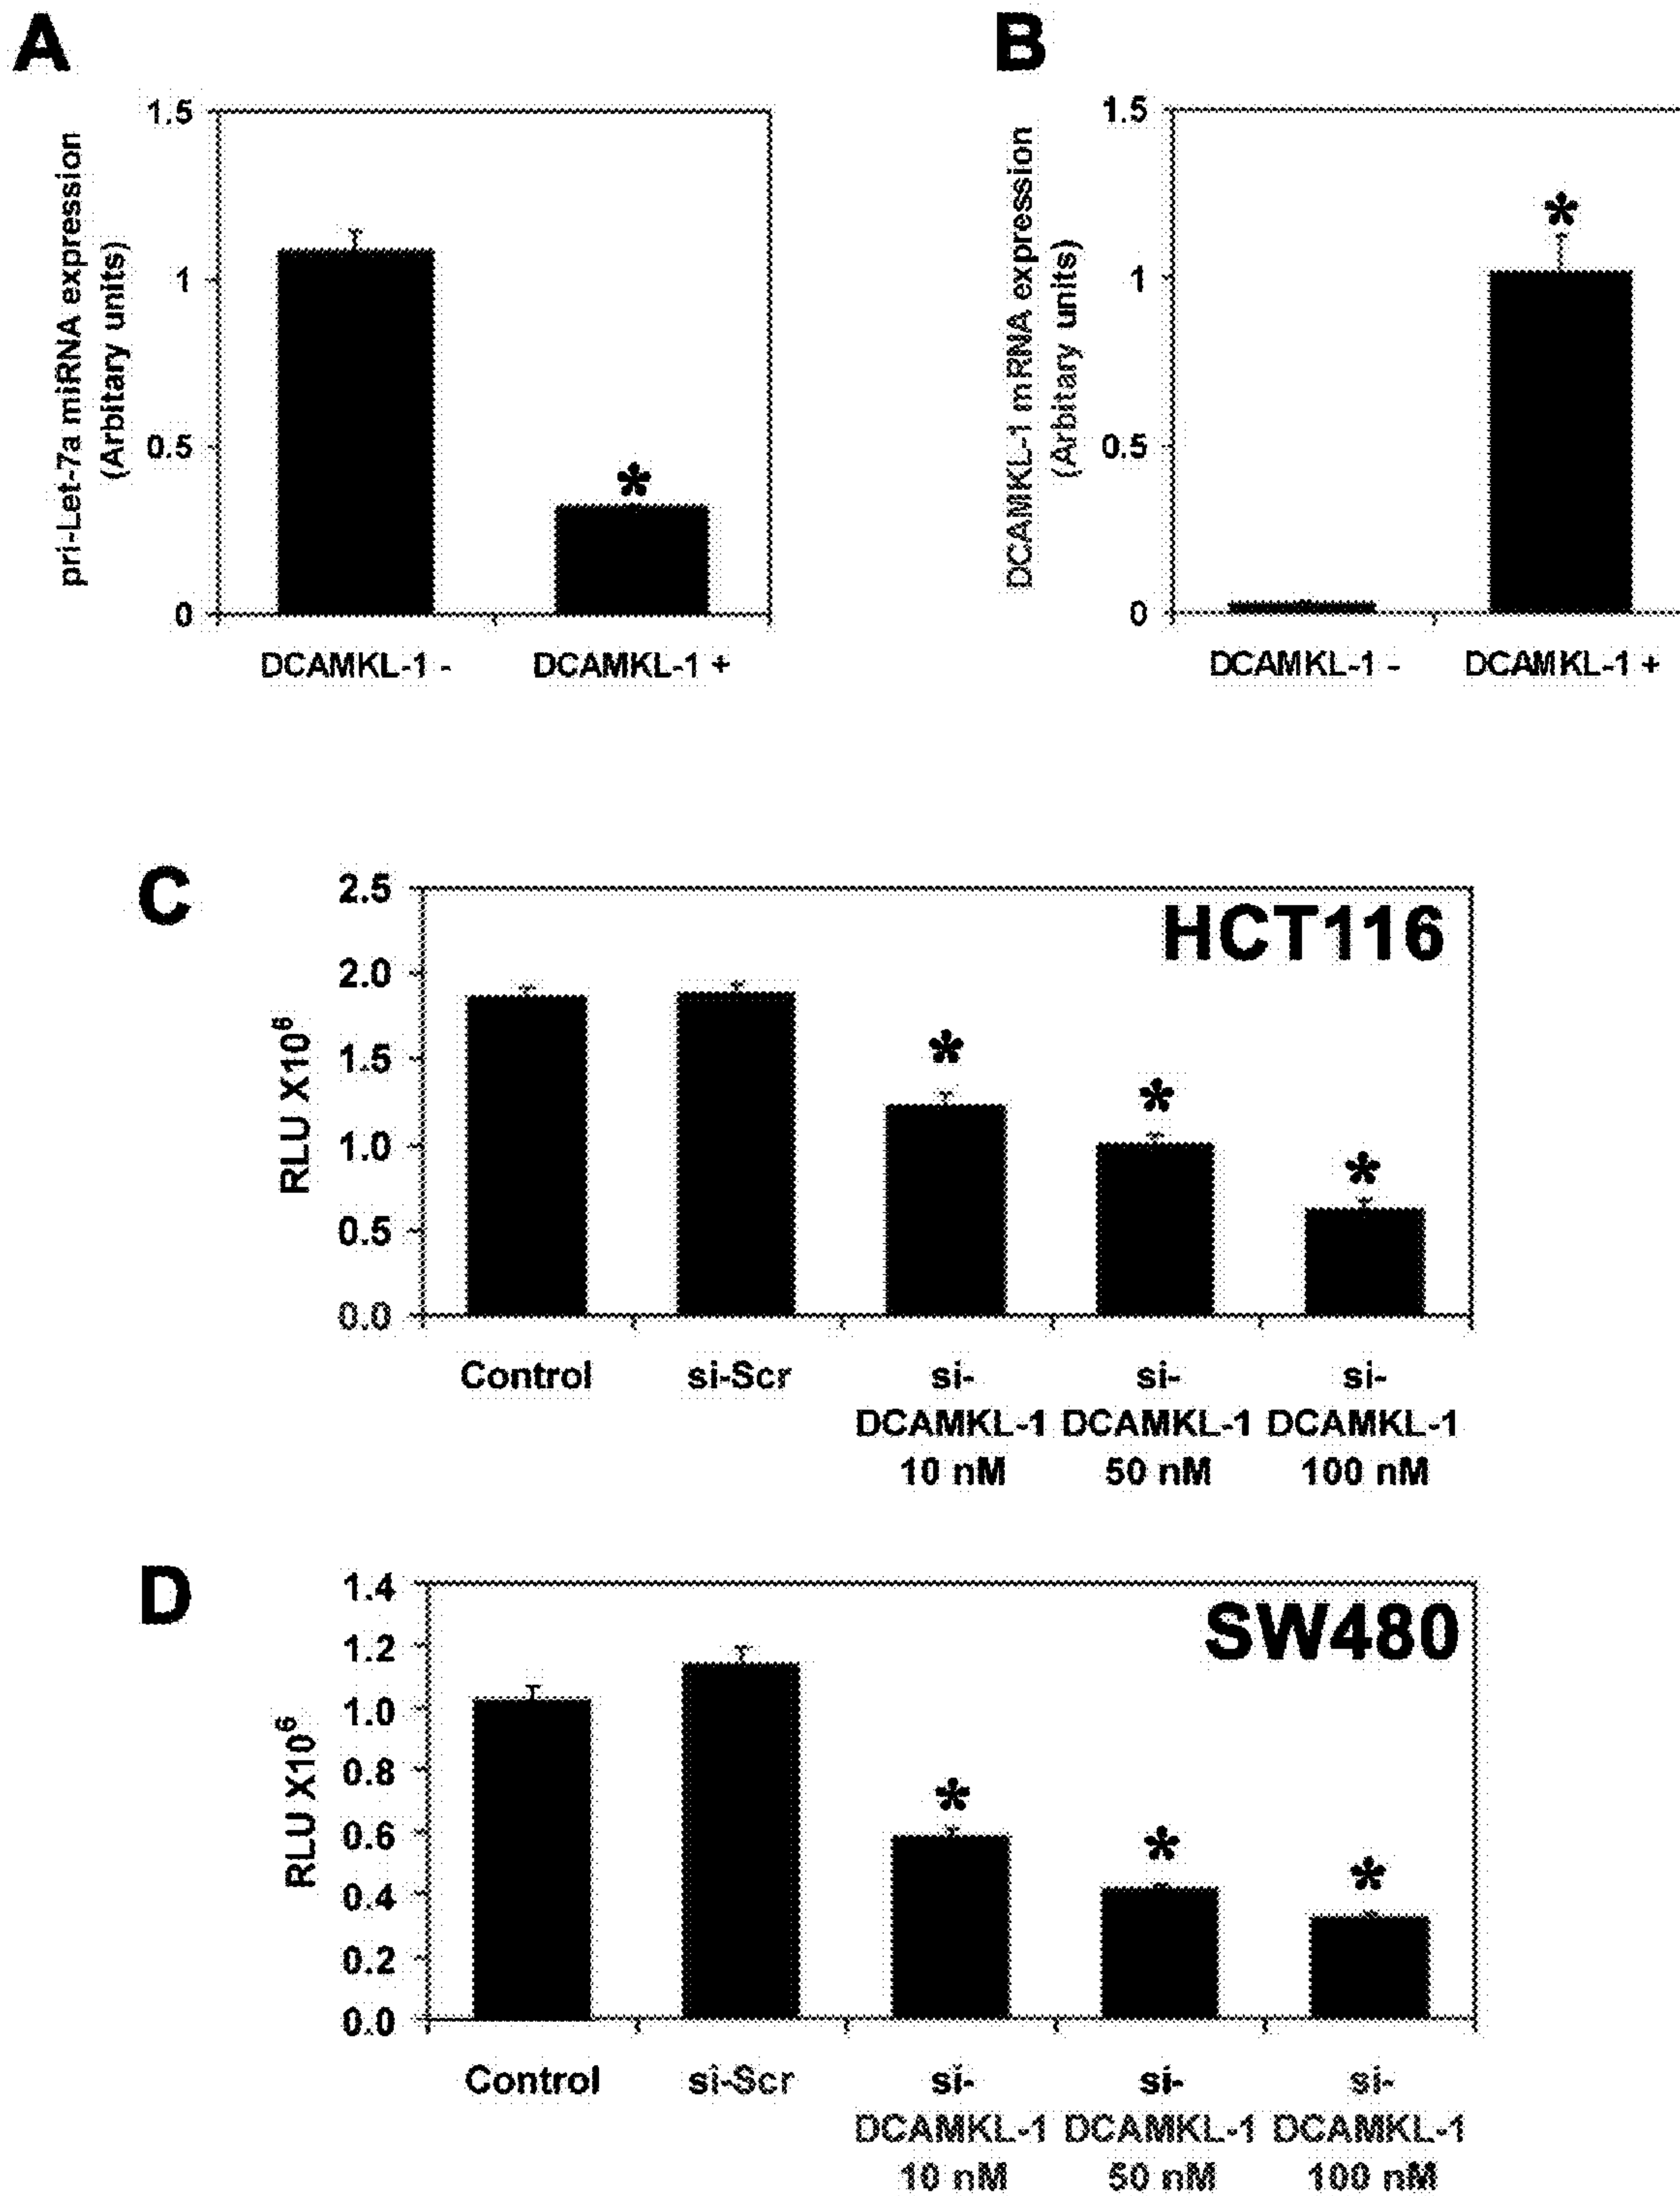 A
pri-Let-7a miRNA expression
(Arbitary units)
1.5
1
0.5
0
*
DCAMKL-1 -
DCAMKL-1 +
B
DCAMKL-1 mRNA expression
(Arbitary units)
1.5
1
0.5
0
*
DCAMKL-1 -
DCAMKL-1 +
C
HCT116
RLU X10⁶
2.5
2.0
1.5
1.0
0.5
0.0
*
*
*
Control
si-Scr
si-
DCAMKL-1
10 nM
si-
DCAMKL-1
50 nM
si-
DCAMKL-1
100 nM
D
SW480
RLU X10⁶
1.4
1.2
1.0
0.8
0.6
0.4
0.2
0.0
*
*
*
Control
si-Scr
si-
DCAMKL-1
10 nM
si-
DCAMKL-1
50 nM
si-
DCAMKL-1
100 nM